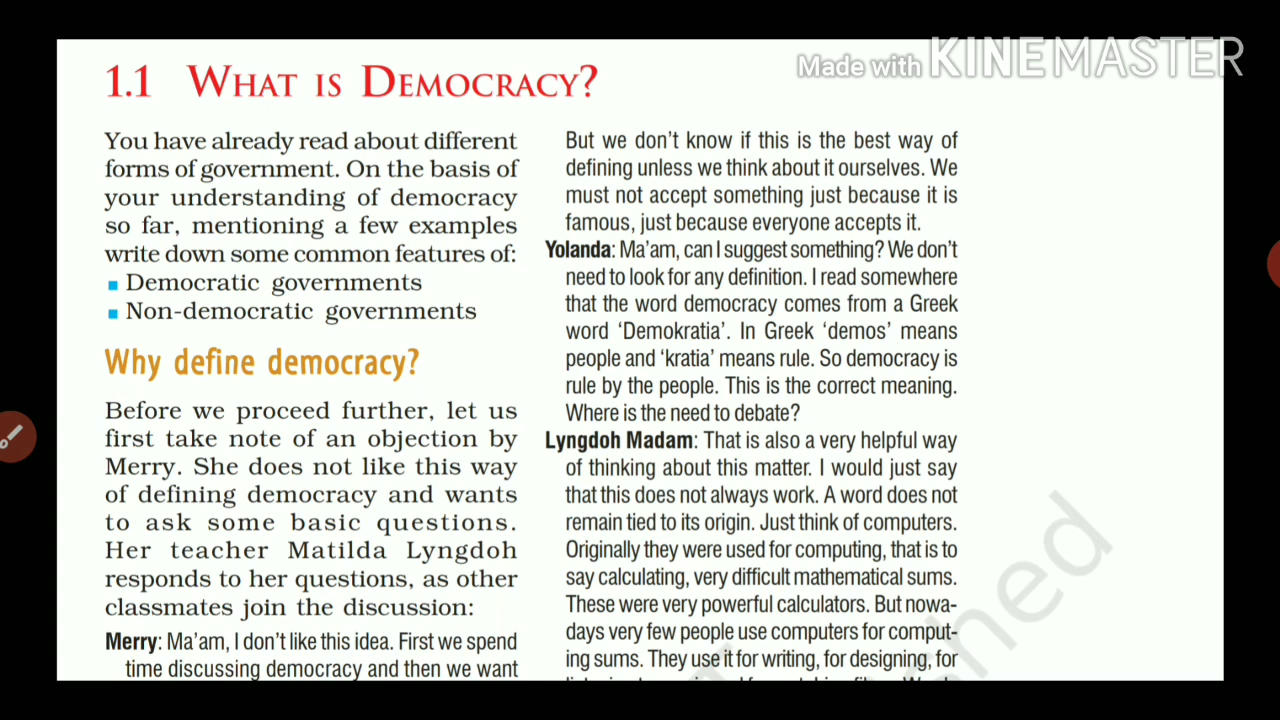 Made with KINEMASTER
1.1 WHAT IS DEMOCRACY?
You have already read about different
forms of government. On the basis of
your understanding of democracy
so far, mentioning a few examples
write down some common features of:
Democratic governments
Non-democratic governments
Why define democracy?
Before we proceed further, let us
first take note of an objection by
Merry. She does not like this way
of defining democracy and wants
to ask some basic questions.
Her teacher Matilda Lyngdoh
responds to her questions, as other
classmates join the discussion:
Merry: Ma'am, I don't like this idea. First we spend
time discussing democracy and then we want
But we don't know if this is the best way of
defining unless we think about it ourselves. We
must not accept something just because it is
famous, just because everyone accepts it.
Yolanda: Ma'am, can I suggest something? We don't
need to look for any definition. I read somewhere
that the word democracy comes from a Greek
word 'Demokratia'. In Greek 'demos' means
people and 'kratia' means rule. So democracy is
rule by the people. This is the correct meaning.
Where is the need to debate?
Lyngdoh Madam: That is also a very helpful way
of thinking about this matter. I would just say
that this does not always work. A word does not
remain tied to its origin. Just think of computers.
Originally they were used for computing, that is to
say calculating, very difficult mathematical sums.
These were very powerful calculators. But nowa-
days very few people use computers for comput-
ing sums. They use it for writing, for designing, for